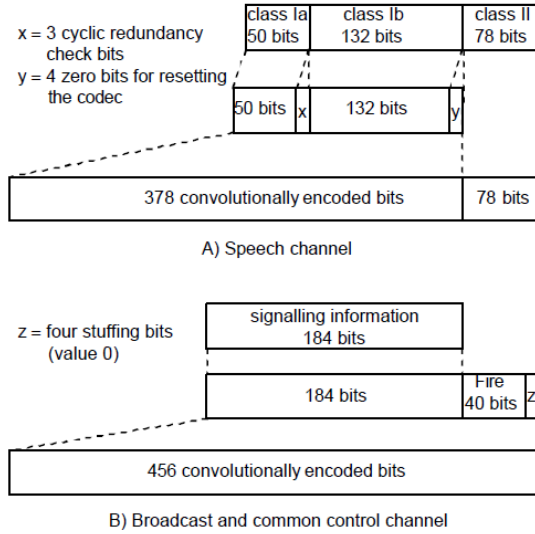 x = 3 cyclic redundancy
check bits
y = 4 zero bits for resetting
the codec
class Ia class Ib class II
50 bits 132 bits 78 bits
50 bits x 132 bits y
378 convolutionally encoded bits 78 bits
A) Speech channel
z = four stuffing bits
(value 0)
signalling information
184 bits
184 bits Fire
40 bits z
456 convolutionally encoded bits
B) Broadcast and common control channel